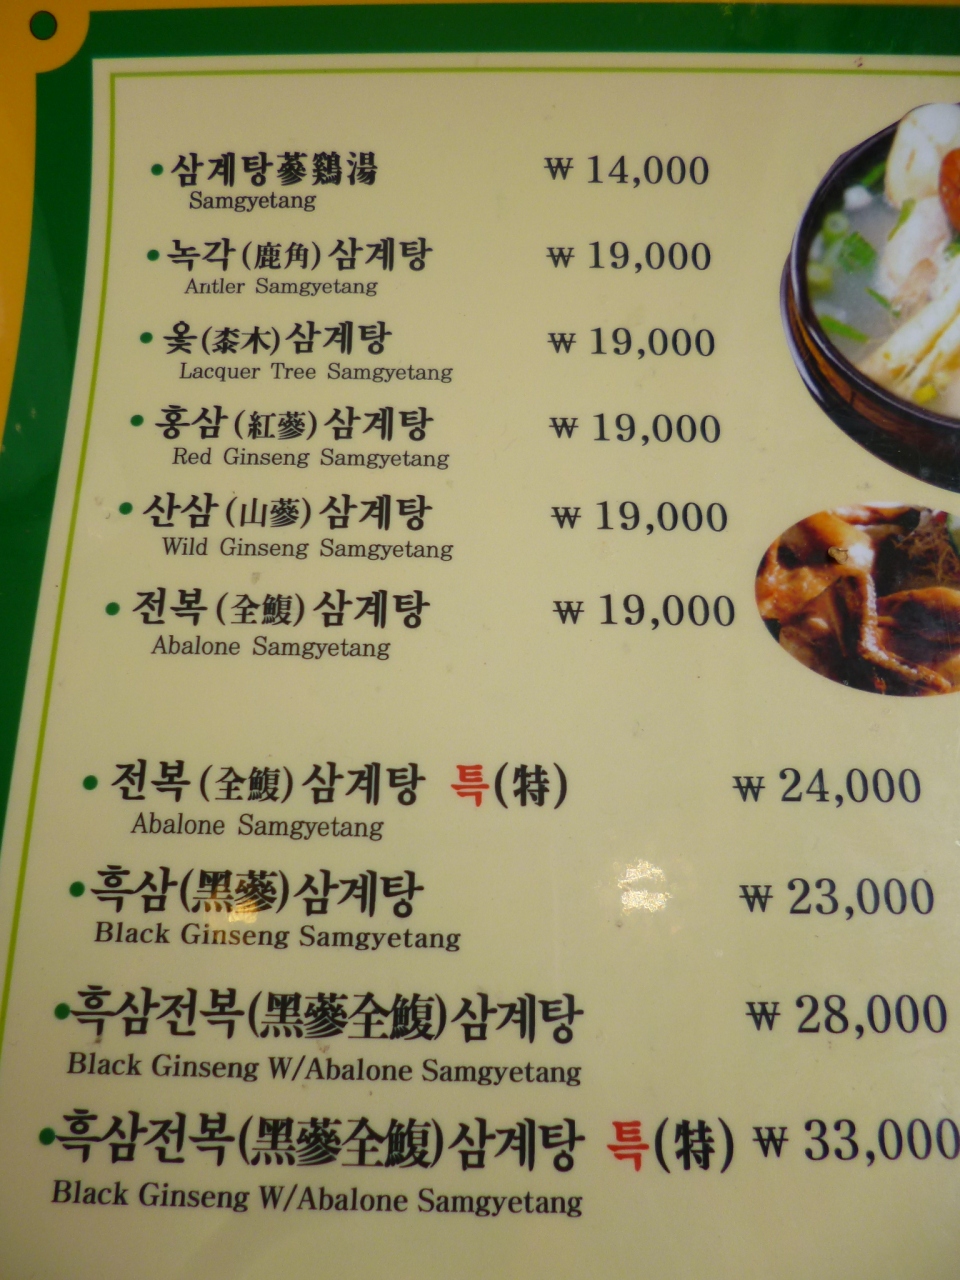 • 삼계탕蔘鷄湯 ₩ 14,000
Samgyetang
• 녹각(鹿角)삼계탕 ₩ 19,000
Antler Samgyetang
• 옻(桼木)삼계탕 ₩ 19,000
Lacquer Tree Samgyetang
• 홍삼(紅蔘)삼계탕 ₩ 19,000
Red Ginseng Samgyetang
• 산삼(山蔘)삼계탕 ₩ 19,000
Wild Ginseng Samgyetang
• 전복(全鰒)삼계탕 ₩ 19,000
Abalone Samgyetang
• 전복(全鰒)삼계탕 특(特) ₩ 24,000
Abalone Samgyetang
• 흑삼(黑蔘)삼계탕 ₩ 23,000
Black Ginseng Samgyetang
• 흑삼전복(黑蔘全鰒)삼계탕 ₩ 28,000
Black Ginseng W/Abalone Samgyetang
• 흑삼전복(黑蔘全鰒)삼계탕 특(特) ₩ 33,000
Black Ginseng W/Abalone Samgyetang